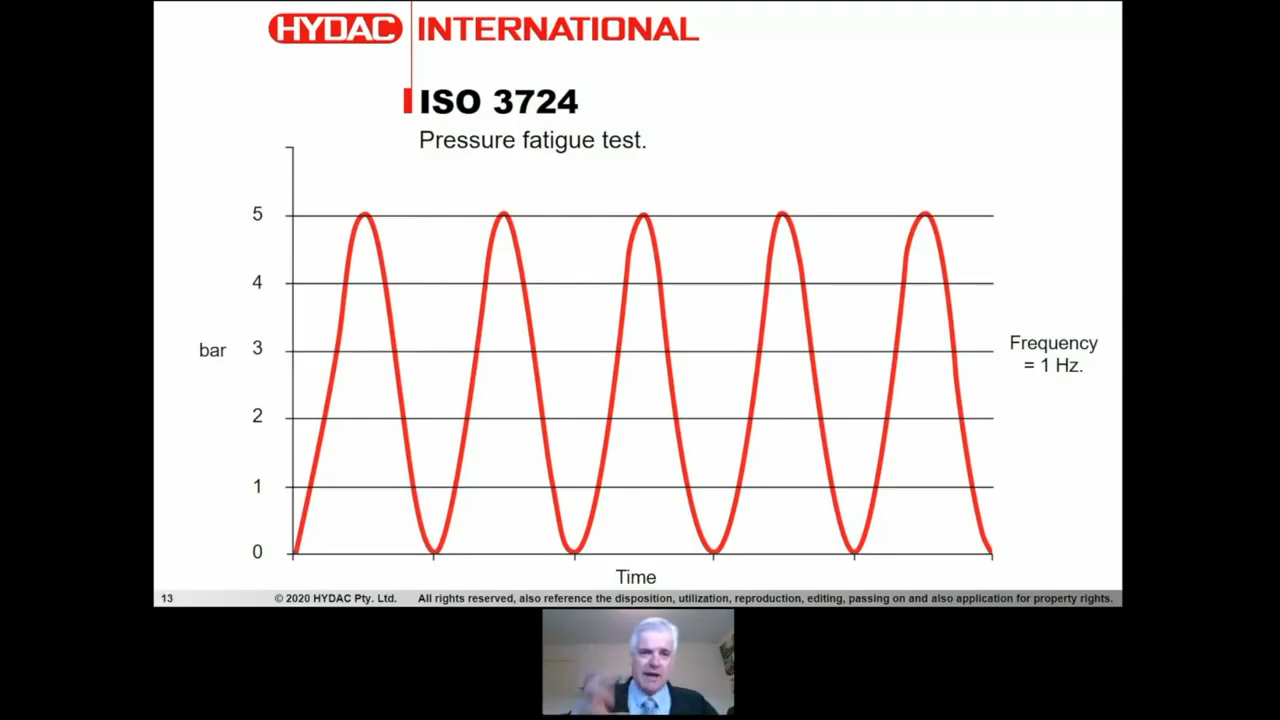 HYDAC INTERNATIONAL
ISO 3724
Pressure fatigue test.
5
4
bar 3
2
1
0
Frequency
= 1 Hz.
Time
13 © 2020 HYDAC Pty. Ltd. All rights reserved, also reference the disposition, utilization, reproduction, editing, passing on and also application for property rights.